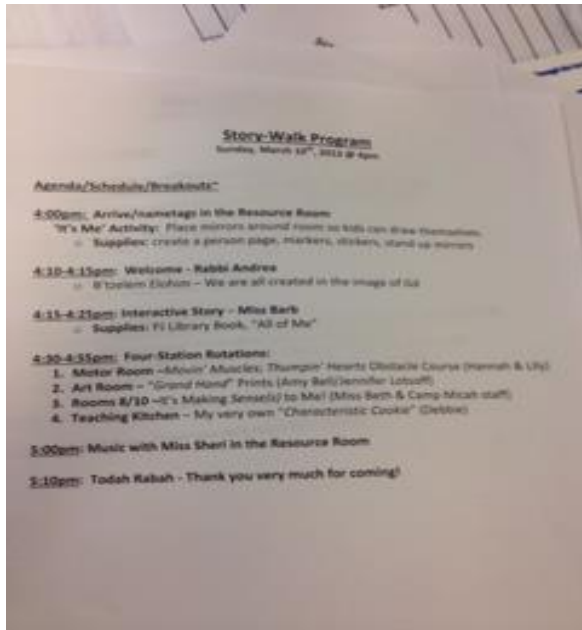 Story-Walk Program
Sunday, March 10th, 2013 @ 4pm
Agenda/Schedule/Breakouts"
4:00pm: Arrive/nametags in the Resource Room
'It's Me' Activity: Place mirrors around room so kids can draw themselves
o Supplies: create a person page, markers, stickers, stand up mirrors
4:10-4:15pm: Welcome - Rabbi Andrea
o B'tzelem Elohim – We are all created in the image of
4:15-4:25pm: Interactive Story – Miss Barb
o Supplies: PJ Library Book, "All of Me"
4:30-4:55pm: Four-Station Rotations:
1. Motor Room –Movin' Muscles; Thumpin' Hearts Obstacle Course (Hannah & Lily)
2. Art Room – "Grand Hand" Prints (Amy Bell/Jennifer
3. Rooms 8/10 –It's Making Sense(s) to Me! (Miss Beth & Camp Micah staff)
4. Teaching Kitchen – My very own "Characteristic Cookie" (Debbie)
5:00pm: Music with Miss Sheri in the Resource Room
5:10pm: Todah Rabah - Thank you very much for coming!